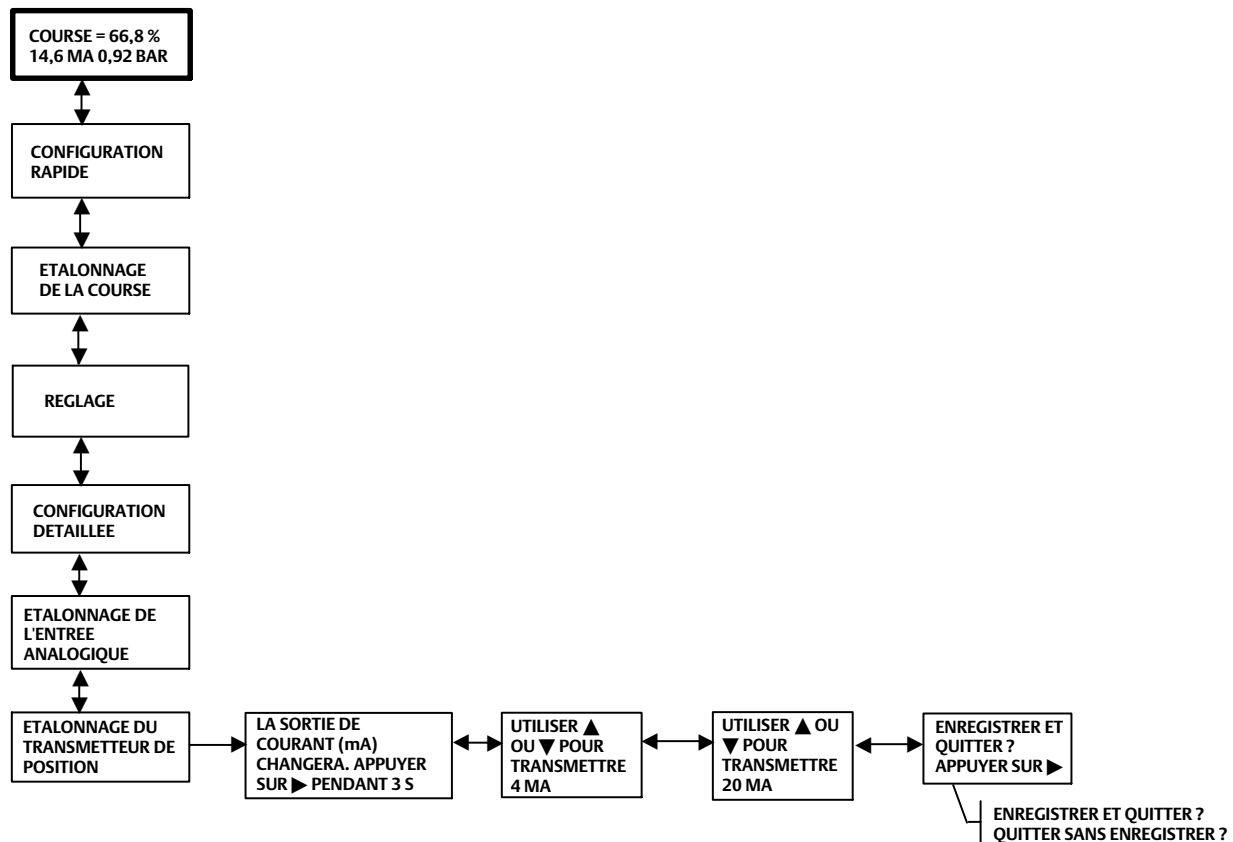 COURSE = 66,8 %
14,6 MA 0,92 BAR
CONFIGURATION
RAPIDE
ETALONNAGE
DE LA COURSE
REGLAGE
CONFIGURATION
DETAILLEE
ETALONNAGE DE
L'ENTREE
ANALOGIQUE
ETALONNAGE DU
TRANSMETTEUR DE
POSITION
LA SORTIE DE
COURANT (mA)
CHANGERA. APPUYER
SUR ▶ PENDANT 3 S
UTILISER ▲
OU ▼ POUR
TRANSMETTRE
4 MA
UTILISER ▲ OU
▼ POUR
TRANSMETTRE
20 MA
ENREGISTRER ET
QUITTER ?
APPUYER SUR ▶
ENREGISTRER ET QUITTER ?
QUITTER SANS ENREGISTRER ?